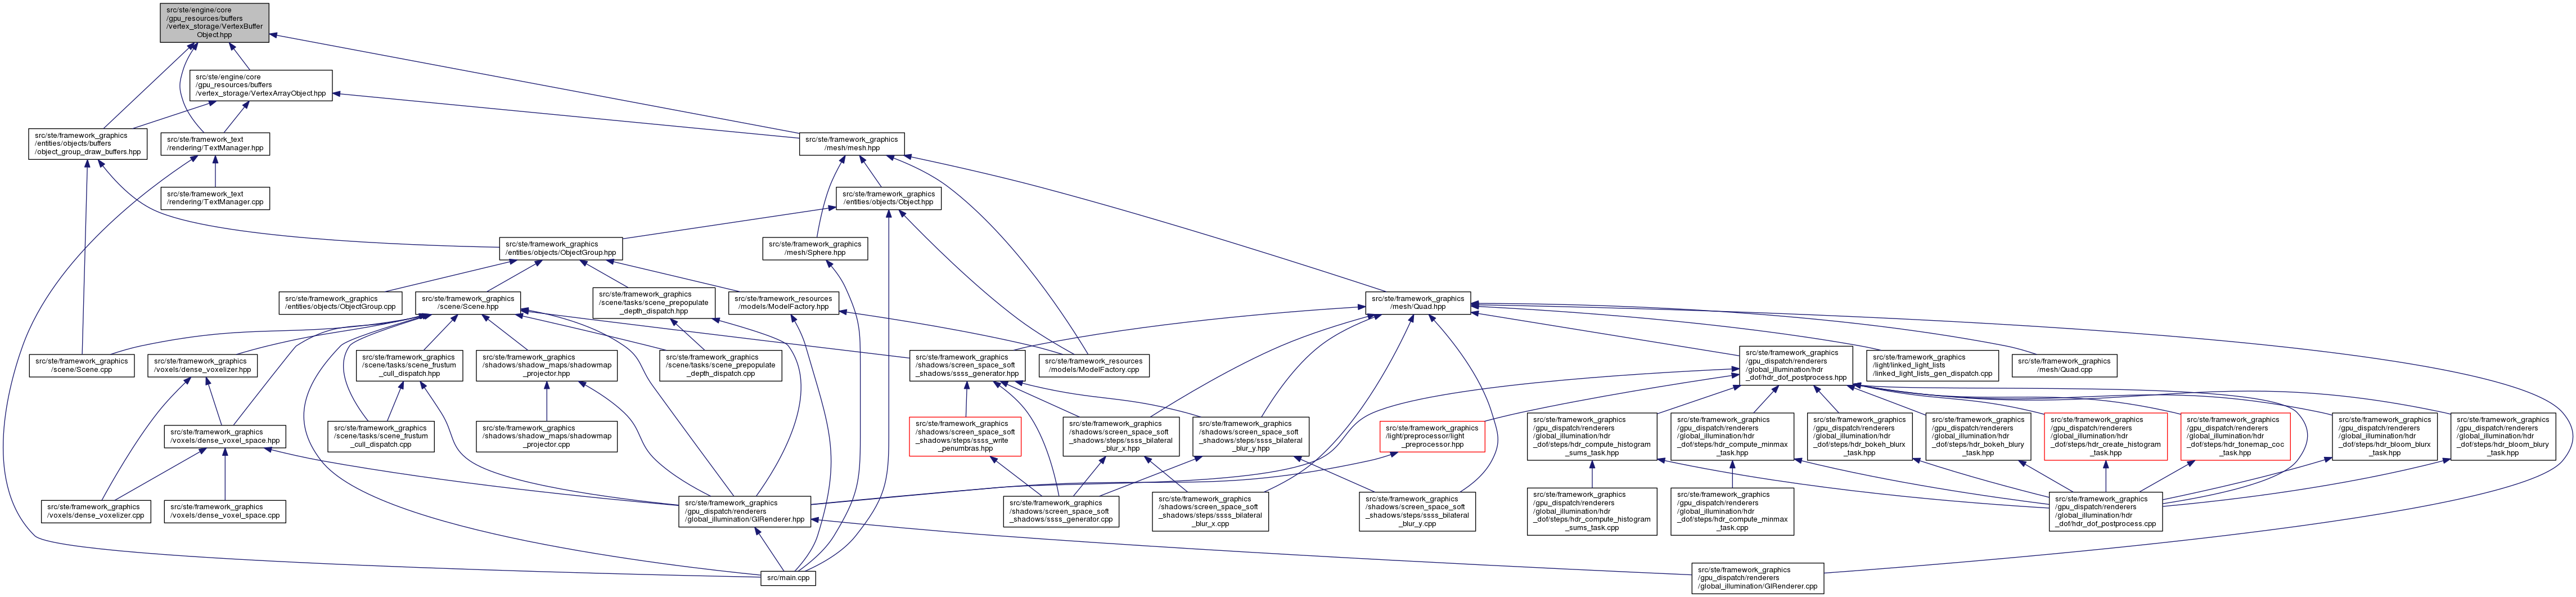 src/ste/engine/core
/gpu_resources/buffers
/vertex_storage/VertexBuffer
Object.hpp
src/ste/engine/core
/gpu_resources/buffers
/vertex_storage/VertexArrayObject.hpp
src/ste/framework_graphics
/entities/objects/buffers
/object_group_draw_buffers.hpp
src/ste/framework_text
/rendering/TextManager.hpp
src/ste/framework_graphics
/mesh/mesh.hpp
src/ste/framework_text
/rendering/TextManager.cpp
src/ste/framework_graphics
/entities/objects/Object.hpp
src/ste/framework_graphics
/entities/objects/ObjectGroup.hpp
src/ste/framework_graphics
/mesh/Sphere.hpp
src/ste/framework_graphics
/entities/objects/ObjectGroup.cpp
src/ste/framework_graphics
/scene/Scene.hpp
src/ste/framework_graphics
/scene/tasks/scene_prepopulate
_depth_dispatch.hpp
src/ste/framework_resources
/models/ModelFactory.hpp
src/ste/framework_graphics
/mesh/Quad.hpp
src/ste/framework_graphics
/scene/Scene.cpp
src/ste/framework_graphics
/voxels/dense_voxelizer.hpp
src/ste/framework_graphics
/scene/tasks/scene_frustum
_cull_dispatch.hpp
src/ste/framework_graphics
/shadows/shadow_maps/shadowmap
_projector.hpp
src/ste/framework_graphics
/scene/tasks/scene_prepopulate
_depth_dispatch.cpp
src/ste/framework_graphics
/shadows/screen_space_soft
_shadows/ssss_generator.hpp
src/ste/framework_resources
/models/ModelFactory.cpp
src/ste/framework_graphics
/gpu_dispatch/renderers
/global_illumination/hdr
_dof/hdr_dof_postprocess.hpp
src/ste/framework_graphics
/light/linked_light_lists
/linked_light_lists_gen_dispatch.cpp
src/ste/framework_graphics
/mesh/Quad.cpp
src/ste/framework_graphics
/voxels/dense_voxel_space.hpp
src/ste/framework_graphics
/scene/tasks/scene_frustum
_cull_dispatch.cpp
src/ste/framework_graphics
/shadows/shadow_maps/shadowmap
_projector.cpp
src/ste/framework_graphics
/shadows/screen_space_soft
_shadows/steps/ssss_write
_penumbras.hpp
src/ste/framework_graphics
/shadows/screen_space_soft
_shadows/steps/ssss_bilateral
_blur_x.hpp
src/ste/framework_graphics
/shadows/screen_space_soft
_shadows/steps/ssss_bilateral
_blur_y.hpp
src/ste/framework_graphics
/light/preprocessor/light
_preprocessor.hpp
src/ste/framework_graphics
/gpu_dispatch/renderers
/global_illumination/hdr
_dof/steps/hdr_compute_histogram
_sums_task.hpp
src/ste/framework_graphics
/gpu_dispatch/renderers
/global_illumination/hdr
_dof/steps/hdr_compute_minmax
_task.hpp
src/ste/framework_graphics
/gpu_dispatch/renderers
/global_illumination/hdr
_dof/steps/hdr_bokeh_blurx
_task.hpp
src/ste/framework_graphics
/gpu_dispatch/renderers
/global_illumination/hdr
_dof/steps/hdr_bokeh_blury
_task.hpp
src/ste/framework_graphics
/gpu_dispatch/renderers
/global_illumination/hdr
_dof/steps/hdr_create_histogram
_task.hpp
src/ste/framework_graphics
/gpu_dispatch/renderers
/global_illumination/hdr
_dof/steps/hdr_tonemap_coc
_task.hpp
src/ste/framework_graphics
/gpu_dispatch/renderers
/global_illumination/hdr
_dof/steps/hdr_bloom_blurx
_task.hpp
src/ste/framework_graphics
/gpu_dispatch/renderers
/global_illumination/hdr
_dof/steps/hdr_bloom_blury
_task.hpp
src/ste/framework_graphics
/voxels/dense_voxelizer.cpp
src/ste/framework_graphics
/voxels/dense_voxel_space.cpp
src/ste/framework_graphics
/gpu_dispatch/renderers
/global_illumination/GIRenderer.hpp
src/ste/framework_graphics
/shadows/screen_space_soft
_shadows/ssss_generator.cpp
src/ste/framework_graphics
/shadows/screen_space_soft
_shadows/steps/ssss_bilateral
_blur_x.cpp
src/ste/framework_graphics
/shadows/screen_space_soft
_shadows/steps/ssss_bilateral
_blur_y.cpp
src/ste/framework_graphics
/gpu_dispatch/renderers
/global_illumination/hdr
_dof/steps/hdr_compute_histogram
_sums_task.cpp
src/ste/framework_graphics
/gpu_dispatch/renderers
/global_illumination/hdr
_dof/steps/hdr_compute_minmax
_task.cpp
src/ste/framework_graphics
/gpu_dispatch/renderers
/global_illumination/hdr
_dof/hdr_dof_postprocess.cpp
src/main.cpp
src/ste/framework_graphics
/gpu_dispatch/renderers
/global_illumination/GIRenderer.cpp